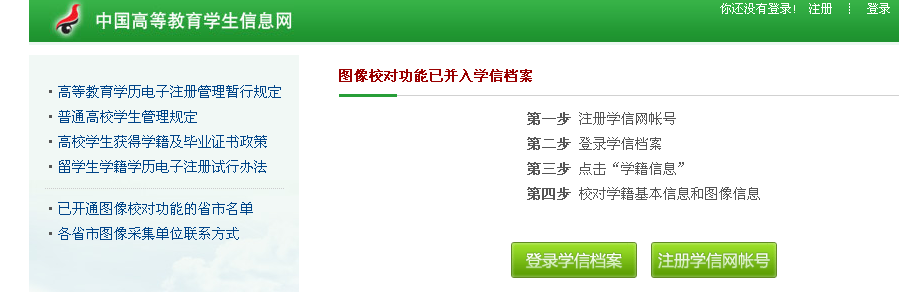 中国高等教育学生信息网
你还没有登录! 注册 ┊ 登录
· 高等教育学历电子注册管理暂行规定
· 普通高校学生管理规定
· 高校学生获得学籍及毕业证书政策
· 留学生学籍学历电子注册试行办法
· 已开通图像校对功能的省市名单
· 各省市图像采集单位联系方式
图像校对功能已并入学信档案
第一步 注册学信网帐号
第二步 登录学信档案
第三步 点击“学籍信息”
第四步 校对学籍基本信息和图像信息
登录学信档案
注册学信网帐号